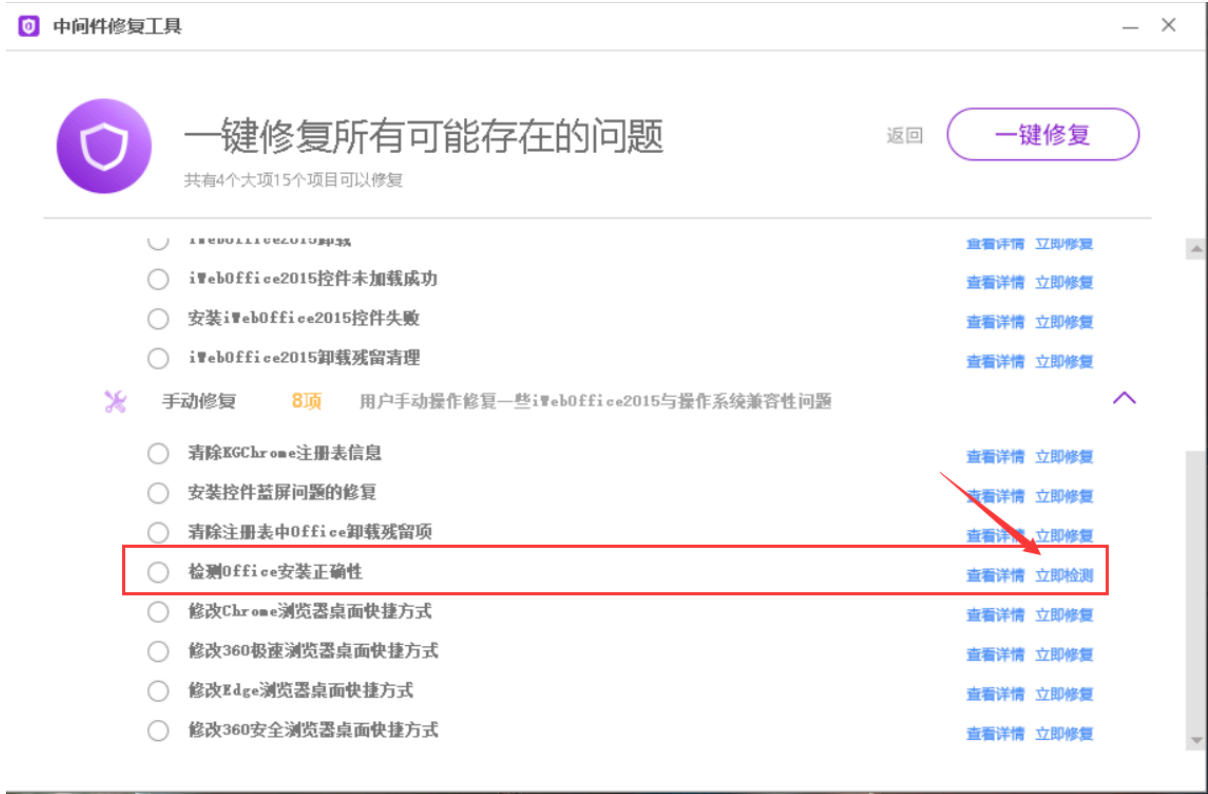 中间件修复工具
一键修复所有可能存在的问题
返回 一键修复
共有4个大项15个项目可以修复
iWebOffice2015卸载 查看详情 立即修复
iWebOffice2015控件未加载成功 查看详情 立即修复
安装iWebOffice2015控件失败 查看详情 立即修复
iWebOffice2015卸载残留清理 查看详情 立即修复
手动修复 8项 用户手动操作修复一些iWebOffice2015与操作系统兼容性问题
清除KGChrome注册表信息 查看详情 立即修复
安装控件蓝屏问题的修复 查看详情 立即修复
清除注册表中Office卸载残留项 查看详情 立即修复
检测Office安装正确性 查看详情 立即检测
修改Chrome浏览器桌面快捷方式 查看详情 立即修复
修改360极速浏览器桌面快捷方式 查看详情 立即修复
修改Edge浏览器桌面快捷方式 查看详情 立即修复
修改360安全浏览器桌面快捷方式 查看详情 立即修复